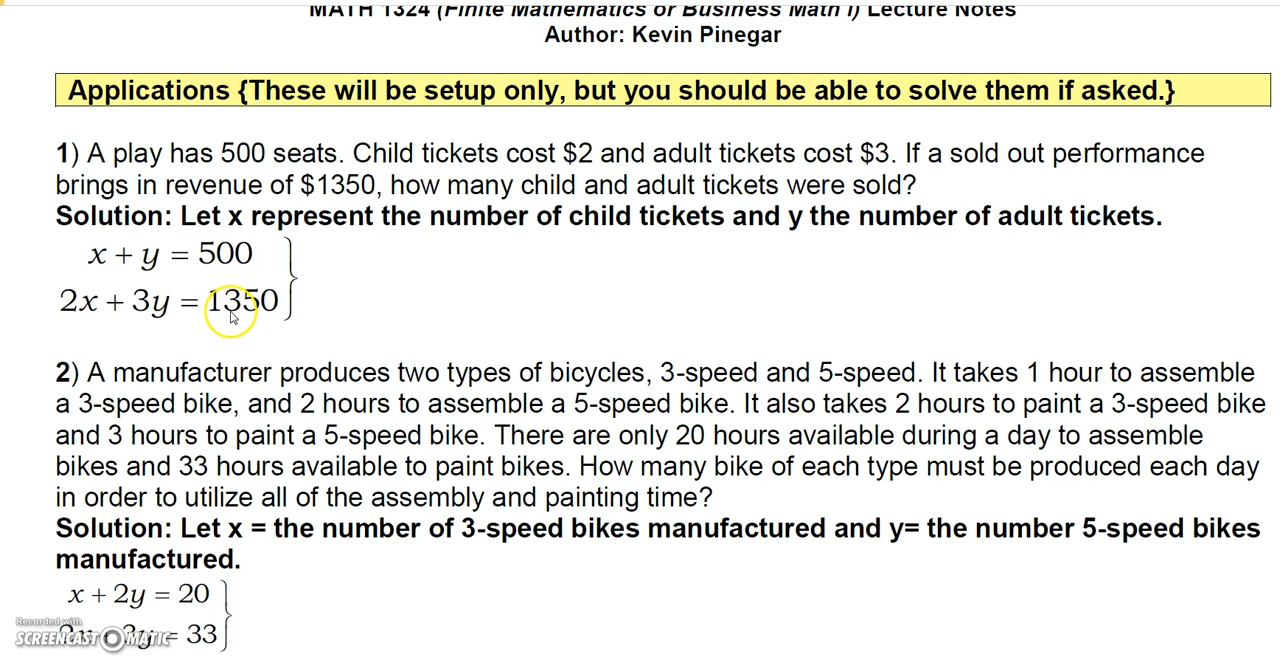 MATH 1324 (Finite Mathematics or Business Math I) Lecture Notes
Author: Kevin Pinegar
Applications {These will be setup only, but you should be able to solve them if asked.}
1) A play has 500 seats. Child tickets cost $2 and adult tickets cost $3. If a sold out performance
brings in revenue of $1350, how many child and adult tickets were sold?
Solution: Let x represent the number of child tickets and y the number of adult tickets.
x + y = 500
2x + 3y = 1350
2) A manufacturer produces two types of bicycles, 3-speed and 5-speed. It takes 1 hour to assemble
a 3-speed bike, and 2 hours to assemble a 5-speed bike. It also takes 2 hours to paint a 3-speed bike
and 3 hours to paint a 5-speed bike. There are only 20 hours available during a day to assemble
bikes and 33 hours available to paint bikes. How many bike of each type must be produced each day
in order to utilize all of the assembly and painting time?
Solution: Let x = the number of 3-speed bikes manufactured and y= the number 5-speed bikes
manufactured.
x + 2y = 20
2x + 3y = 33
Recorded with
SCREENCAST-O-MATIC